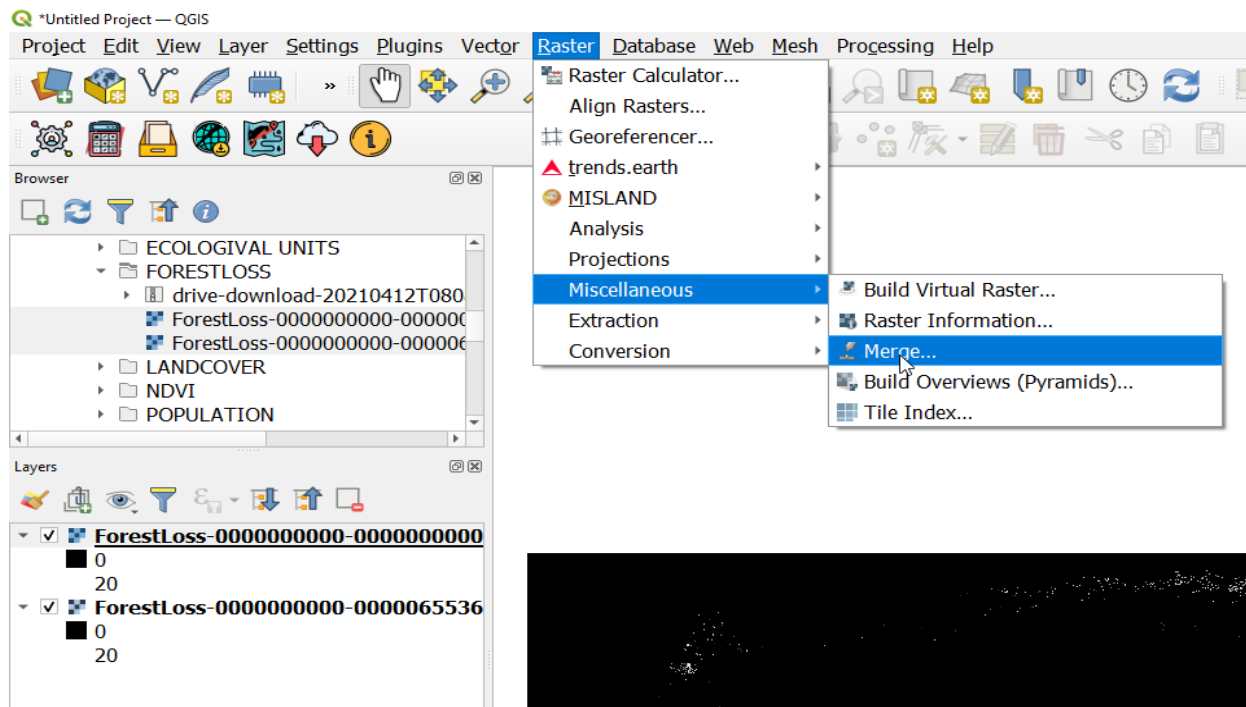 *Untitled Project — QGIS
Project Edit View Layer Settings Plugins Vector Raster Database Web Mesh Processing Help
Raster Calculator...
Align Rasters...
Georeferencer...
trends.earth
MISLAND
Analysis
Projections
Miscellaneous
Extraction
Conversion
Build Virtual Raster...
Raster Information...
Merge...
Build Overviews (Pyramids)...
Tile Index...
Browser
ECOLOGIVAL UNITS
FORESTLOSS
drive-download-20210412T080
ForestLoss-0000000000-000000
ForestLoss-0000000000-000006
LANDCOVER
NDVI
POPULATION
Layers
ForestLoss-0000000000-0000000000
0
20
ForestLoss-0000000000-0000065536
0
20